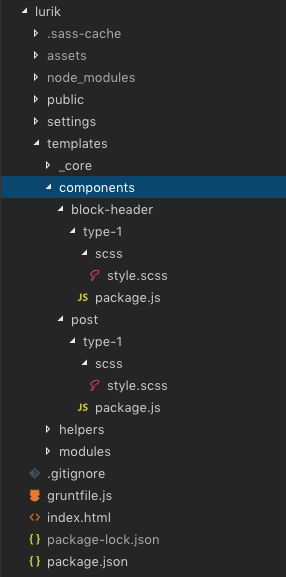 lurik
.sass-cache
assets
node_modules
public
settings
templates
_core
components
block-header
type-1
scss
style.scss
JS package.js
post
type-1
scss
style.scss
JS package.js
helpers
modules
.gitignore
gruntfile.js
<> index.html
{} package-lock.json
{} package.json